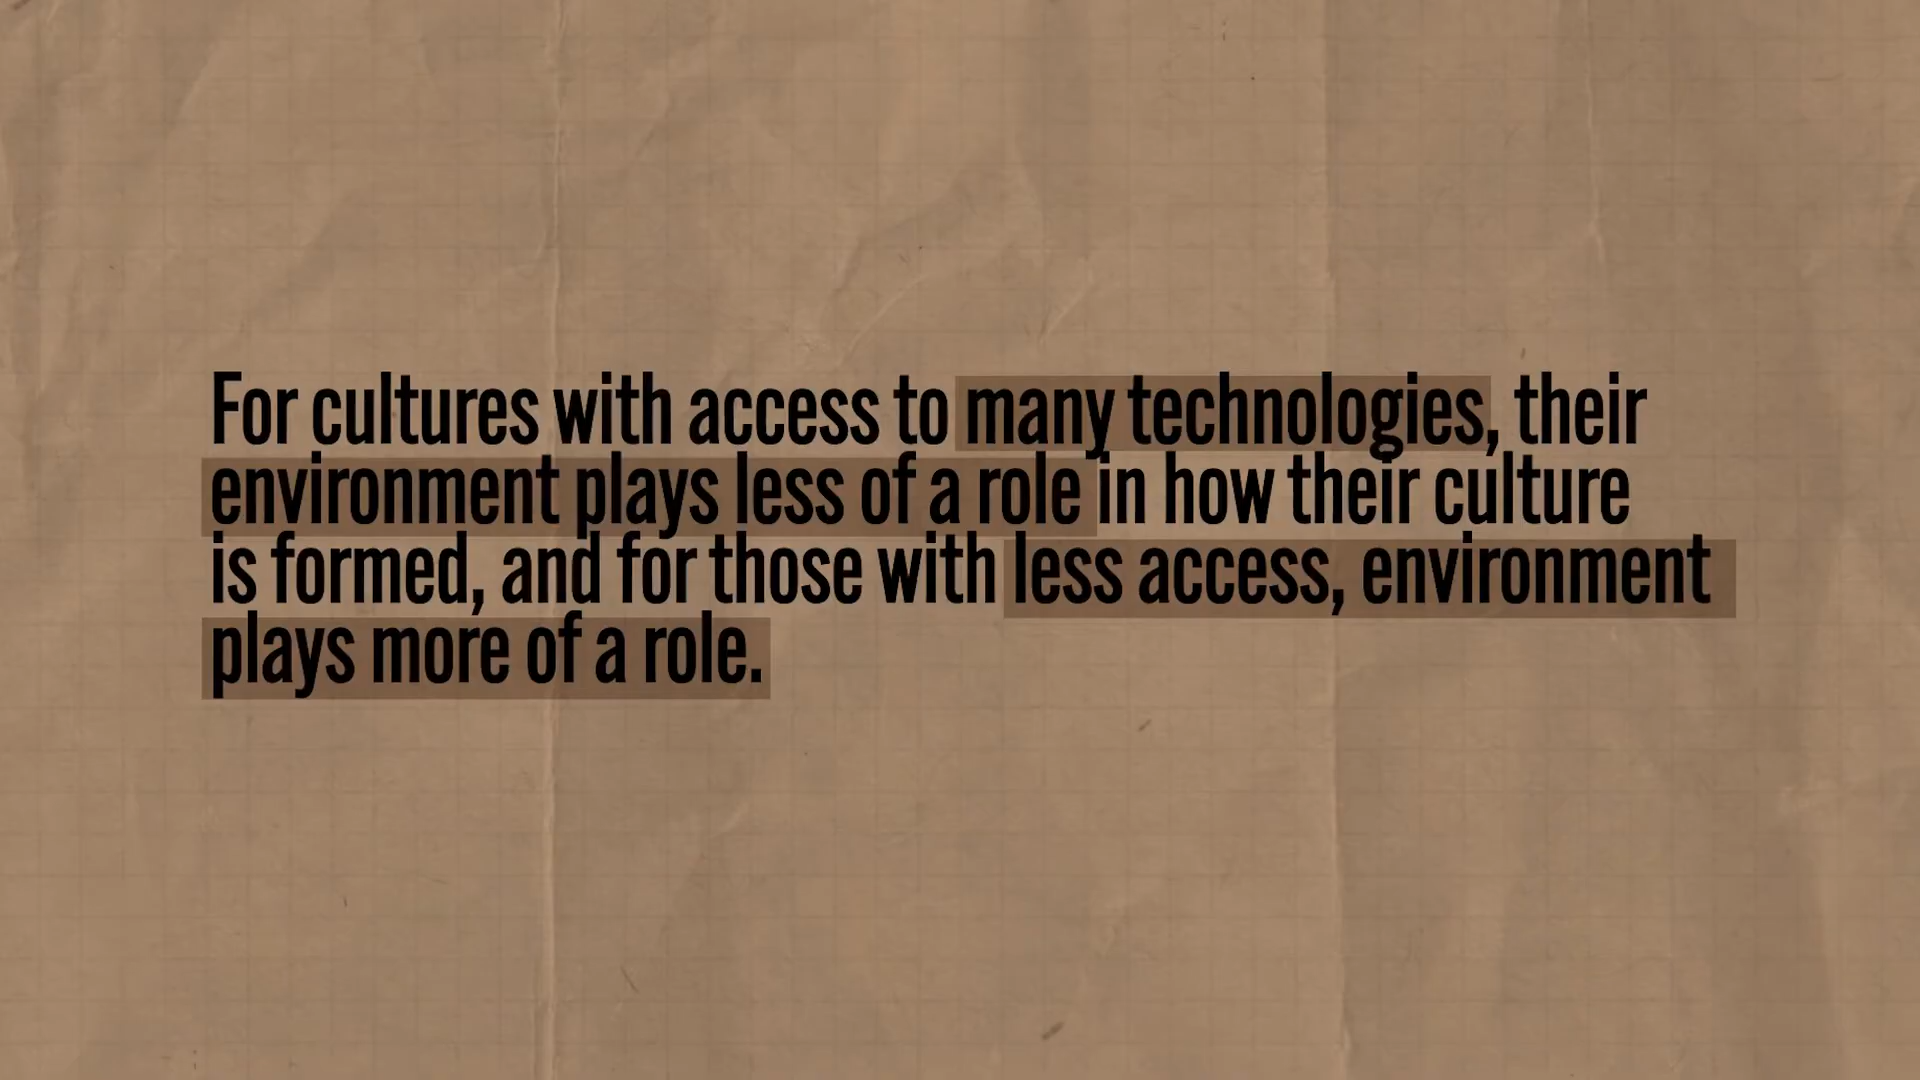 For cultures with access to many technologies, their
environment plays less of a role in how their culture
is formed, and for those with less access, environment
plays more of a role.